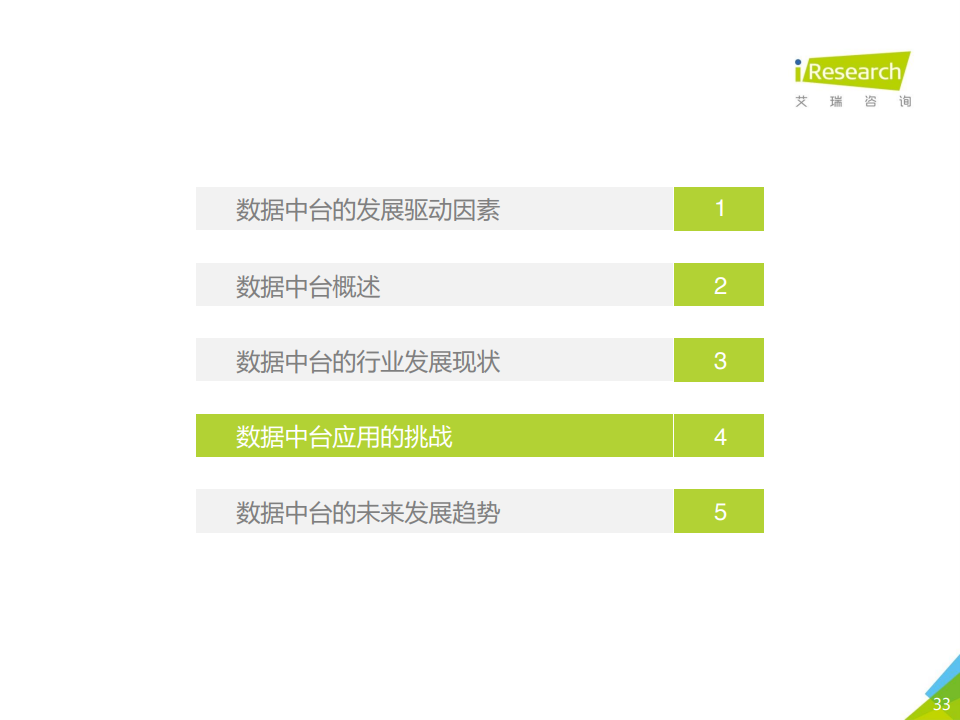 iResearch
艾瑞咨询
数据中台的发展驱动因素 1
数据中台概述 2
数据中台的行业发展现状 3
数据中台应用的挑战 4
数据中台的未来发展趋势 5
33